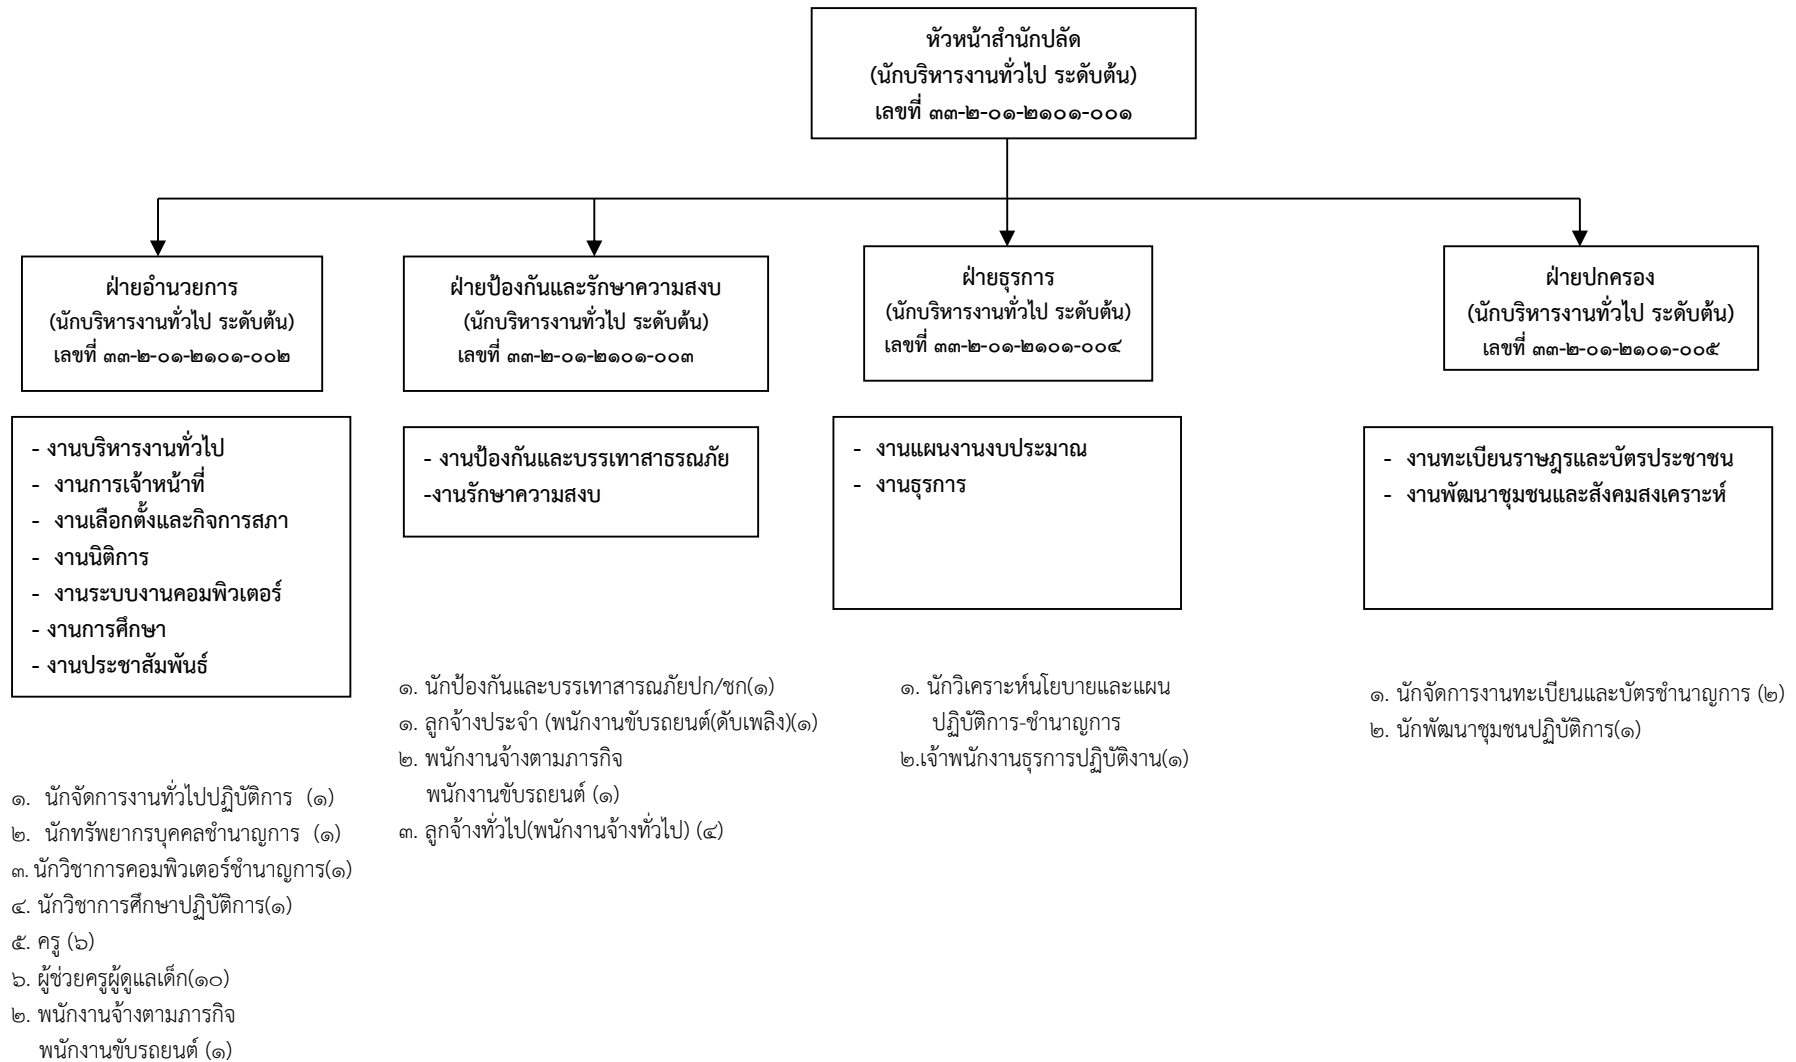 หัวหน้าสำนักปลัด
(นักบริหารงานทั่วไป ระดับต้น)
เลขที่ ๓๓-๒-๐๑-๒๑๐๑-๐๐๑
ฝ่ายอำนวยการ
(นักบริหารงานทั่วไป ระดับต้น)
เลขที่ ๓๓-๒-๐๑-๒๑๐๑-๐๐๒
ฝ่ายป้องกันและรักษาความสงบ
(นักบริหารงานทั่วไป ระดับต้น)
เลขที่ ๓๓-๒-๐๑-๒๑๐๑-๐๐๓
ฝ่ายธุรการ
(นักบริหารงานทั่วไป ระดับต้น)
เลขที่ ๓๓-๒-๐๑-๒๑๐๑-๐๐๔
ฝ่ายปกครอง
(นักบริหารงานทั่วไป ระดับต้น)
เลขที่ ๓๓-๒-๐๑-๒๑๐๑-๐๐๕
- งานบริหารงานทั่วไป
- งานการเจ้าหน้าที่
- งานเลือกตั้งและกิจการสภา
- งานนิติการ
- งานระบบงานคอมพิวเตอร์
- งานการศึกษา
- งานประชาสัมพันธ์
- งานป้องกันและบรรเทาสาธรณภัย
-งานรักษาความสงบ
- งานแผนงานงบประมาณ
- งานธุรการ
- งานทะเบียนราษฎรและบัตรประชาชน
- งานพัฒนาชุมชนและสังคมสงเคราะห์
๑. นักจัดการงานทั่วไปปฏิบัติการ (๑)
๒. นักทรัพยากรบุคคลชำนาญการ (๑)
๓. นักวิชาการคอมพิวเตอร์ชำนาญการ(๑)
๔. นักวิชาการศึกษาปฏิบัติการ(๑)
๕. ครู (๖)
๖. ผู้ช่วยครูผู้ดูแลเด็ก(๑๐)
๒. พนักงานจ้างตามภารกิจ
พนักงานขับรถยนต์ (๑)
๑. นักป้องกันและบรรเทาสารณภัยปก/ชก(๑)
๑. ลูกจ้างประจำ (พนักงานขับรถยนต์(ดับเพลิง)(๑)
๒. พนักงานจ้างตามภารกิจ
พนักงานขับรถยนต์ (๑)
๓. ลูกจ้างทั่วไป(พนักงานจ้างทั่วไป) (๔)
๑. นักวิเคราะห์นโยบายและแผน
ปฏิบัติการ-ชำนาญการ
๒.เจ้าพนักงานธุรการปฏิบัติงาน(๑)
๑. นักจัดการงานทะเบียนและบัตรชำนาญการ (๒)
๒. นักพัฒนาชุมชนปฏิบัติการ(๑)